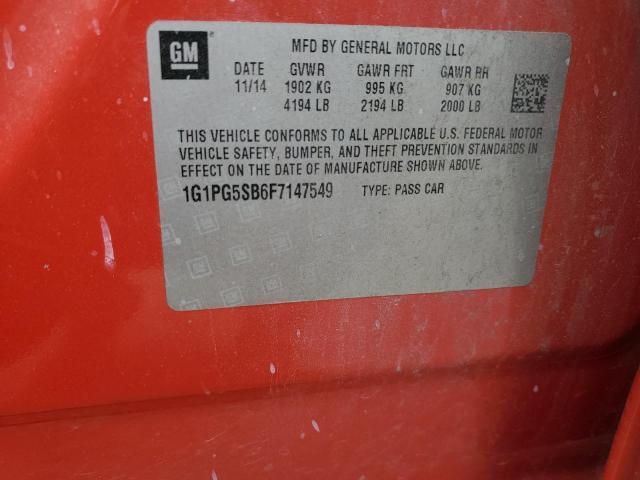 GM
MFD BY GENERAL MOTORS LLC
DATE GVWR GAWR FRT GAWR RR
11/14 1902 KG 995 KG 907 KG
4194 LB 2194 LB 2000 LB
THIS VEHICLE CONFORMS TO ALL APPLICABLE U.S. FEDERAL MOTOR
VEHICLE SAFETY, BUMPER, AND THEFT PREVENTION STANDARDS IN
EFFECT ON THE DATE OF MANUFACTURE SHOWN ABOVE.
1G1PG5SB6F7147549 TYPE: PASS CAR